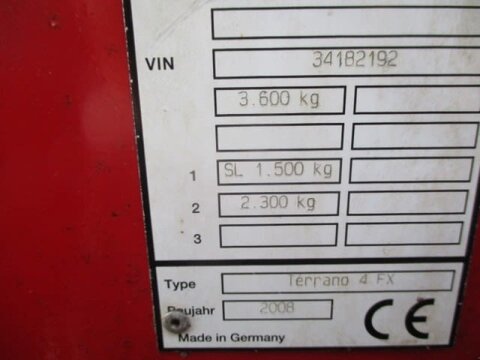 VIN 34182192
3.600 kg
1 SL 1.500 kg
2 2.300 kg
3
Type Terrano 4 FX
Baujahr 2008
Made in Germany CE